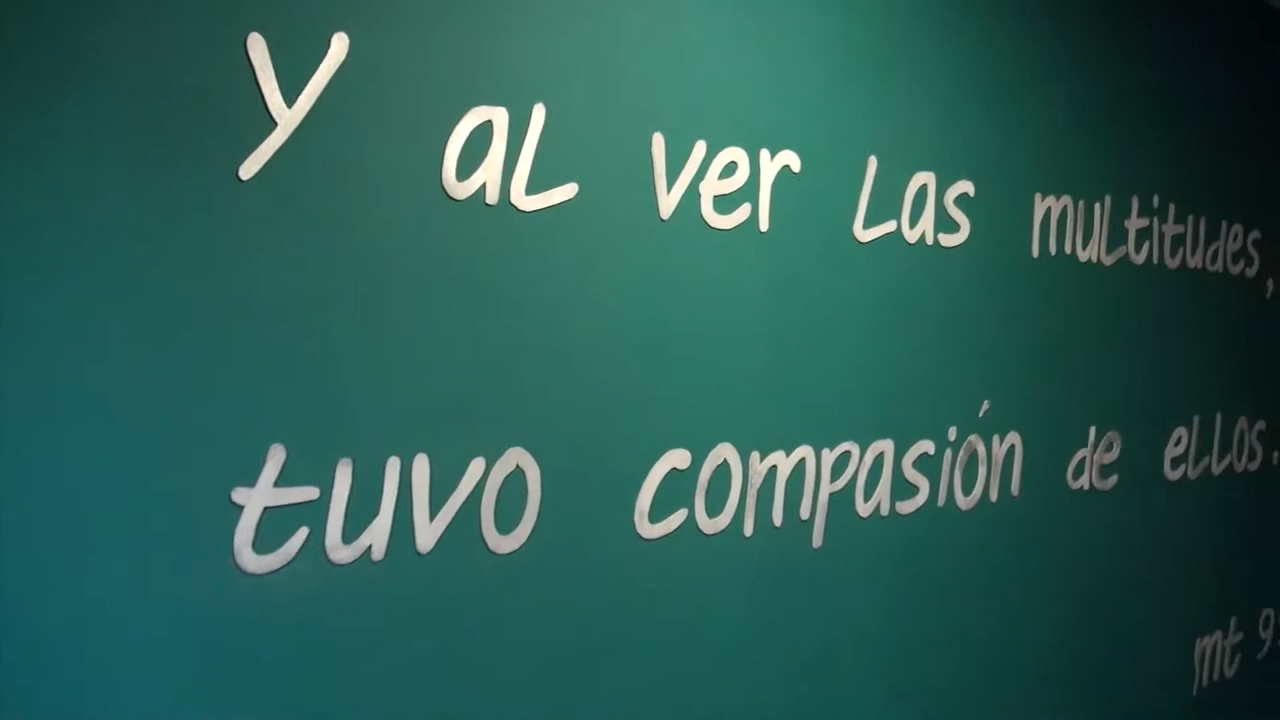 Y al ver las multitudes,
tuvo compasión de ellos.
mt 9: